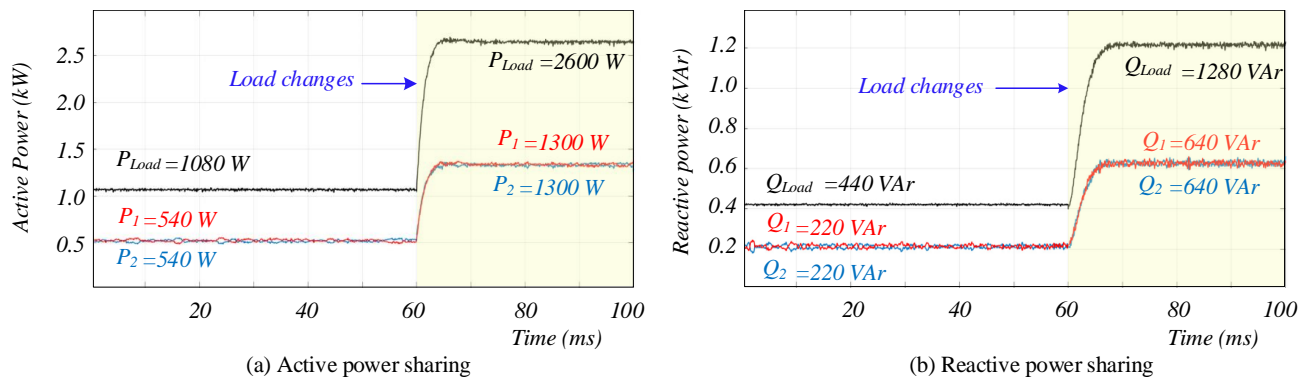 Active Power (kW)
2.5
2.0
1.5
1.0
0.5
Load changes
P_Load =2600 W
P_Load =1080 W
P_1 =1300 W
P_2 =1300 W
P_1 =540 W
P_2 =540 W
20 40 60 80 100
Time (ms)
(a) Active power sharing
Reactive power (kVAr)
1.2
1.0
0.8
0.6
0.4
0.2
Q_Load =1280 VAr
Load changes
Q_1 =640 VAr
Q_2 =640 VAr
Q_Load =440 VAr
Q_1 =220 VAr
Q_2 =220 VAr
20 40 60 80 100
Time (ms)
(b) Reactive power sharing